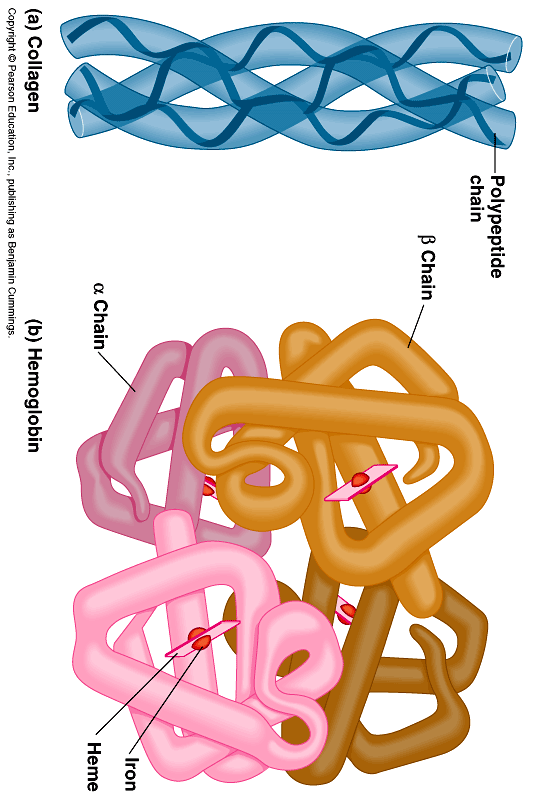 Polypeptide
chain
(a) Collagen
Copyright © Pearson Education, Inc., publishing as Benjamin Cummings.
β Chain
α Chain
Iron
Heme
(b) Hemoglobin